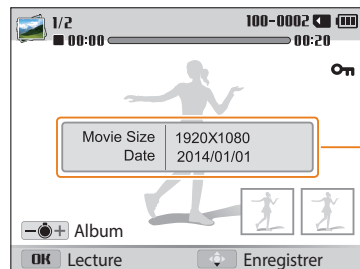 1/2
100-0002
00:00
00:20
Movie Size 1920X1080
Date 2014/01/01
Album
OK Lecture
Enregistrer